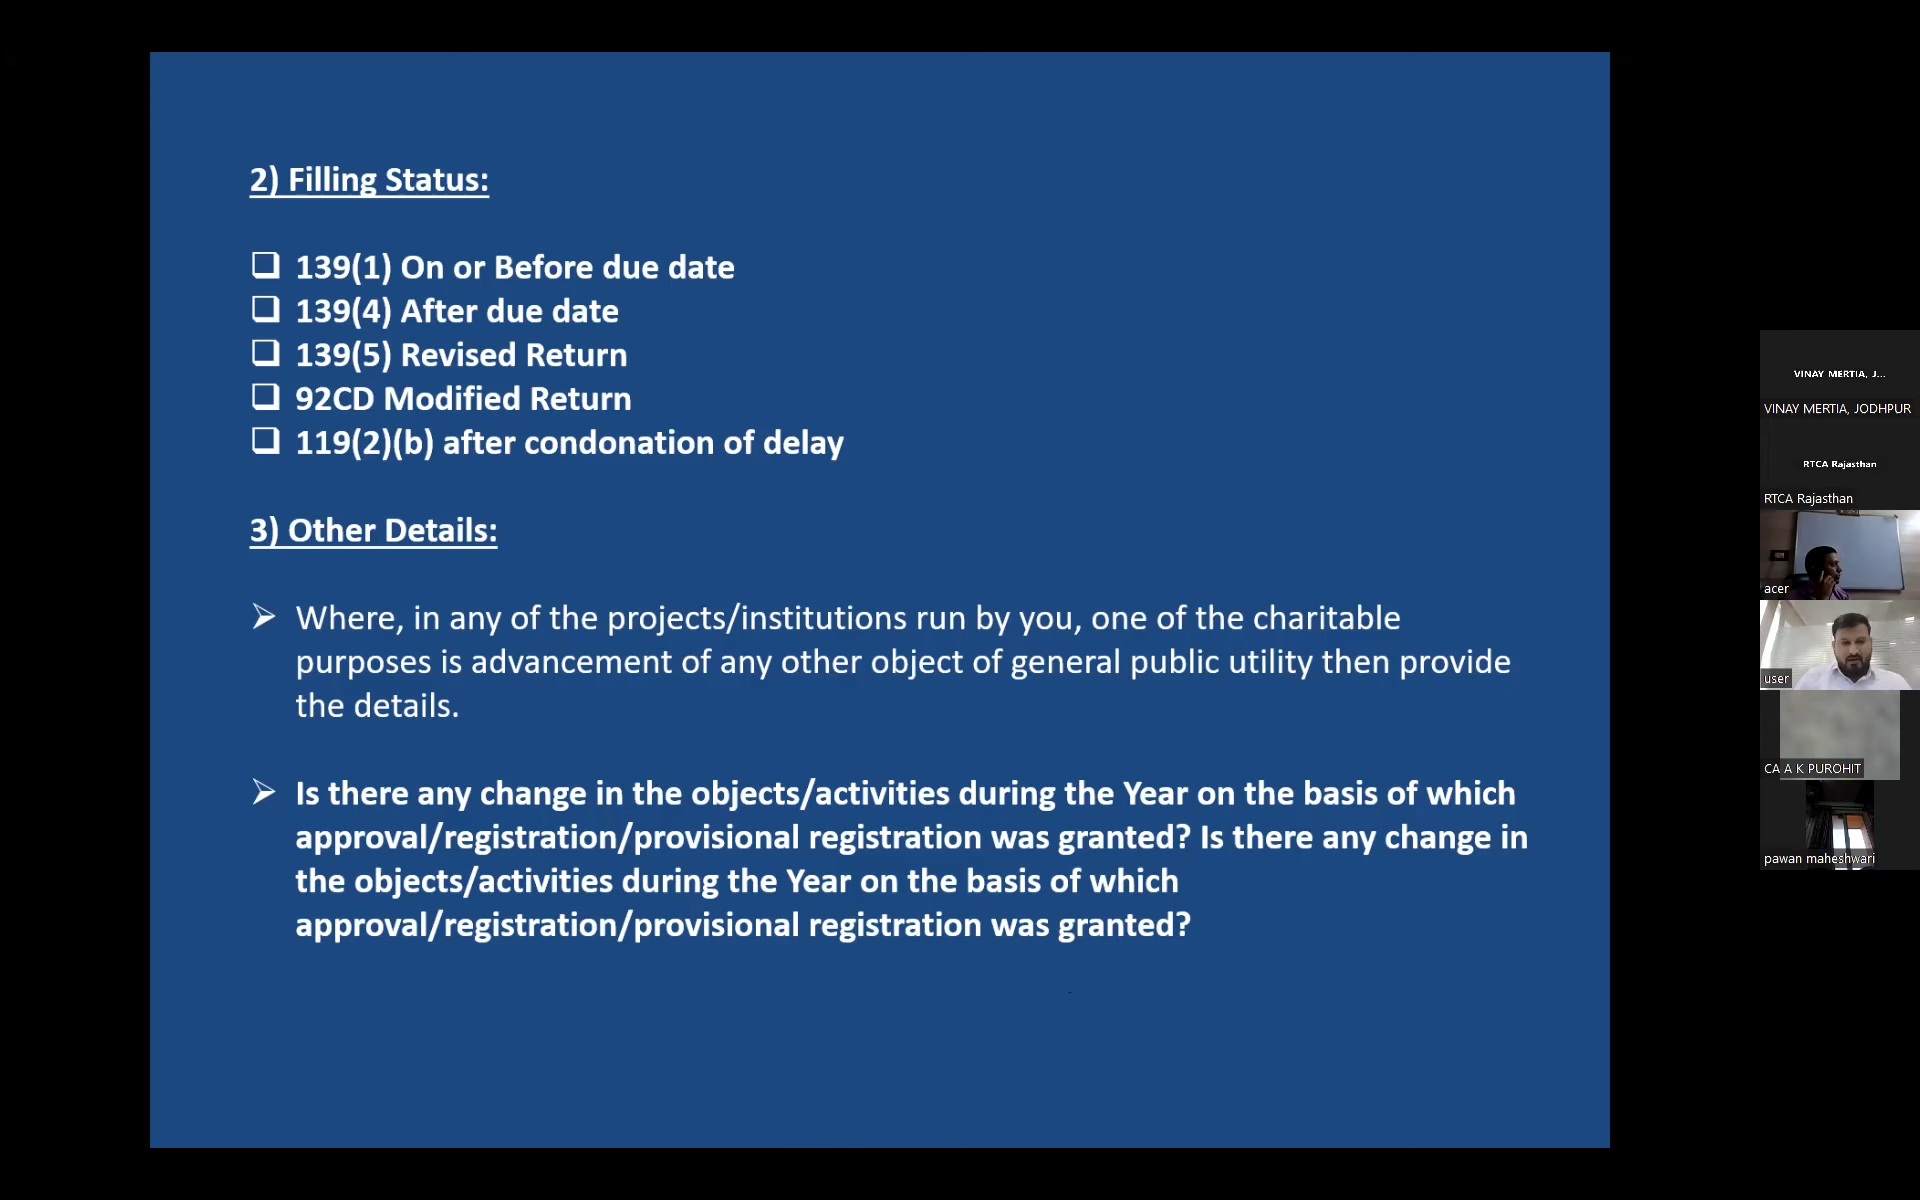 2) Filling Status:
❑ 139(1) On or Before due date
❑ 139(4) After due date
❑ 139(5) Revised Return
❑ 92CD Modified Return
❑ 119(2)(b) after condonation of delay
3) Other Details:
➢ Where, in any of the projects/institutions run by you, one of the charitable
purposes is advancement of any other object of general public utility then provide
the details.
➢ Is there any change in the objects/activities during the Year on the basis of which
approval/registration/provisional registration was granted? Is there any change in
the objects/activities during the Year on the basis of which
approval/registration/provisional registration was granted?
VINAY MERTIA, J...
VINAY MERTIA, JODHPUR
RTCA Rajasthan
RTCA Rajasthan
acer
user
CA A K PUROHIT
pawan maheshwari